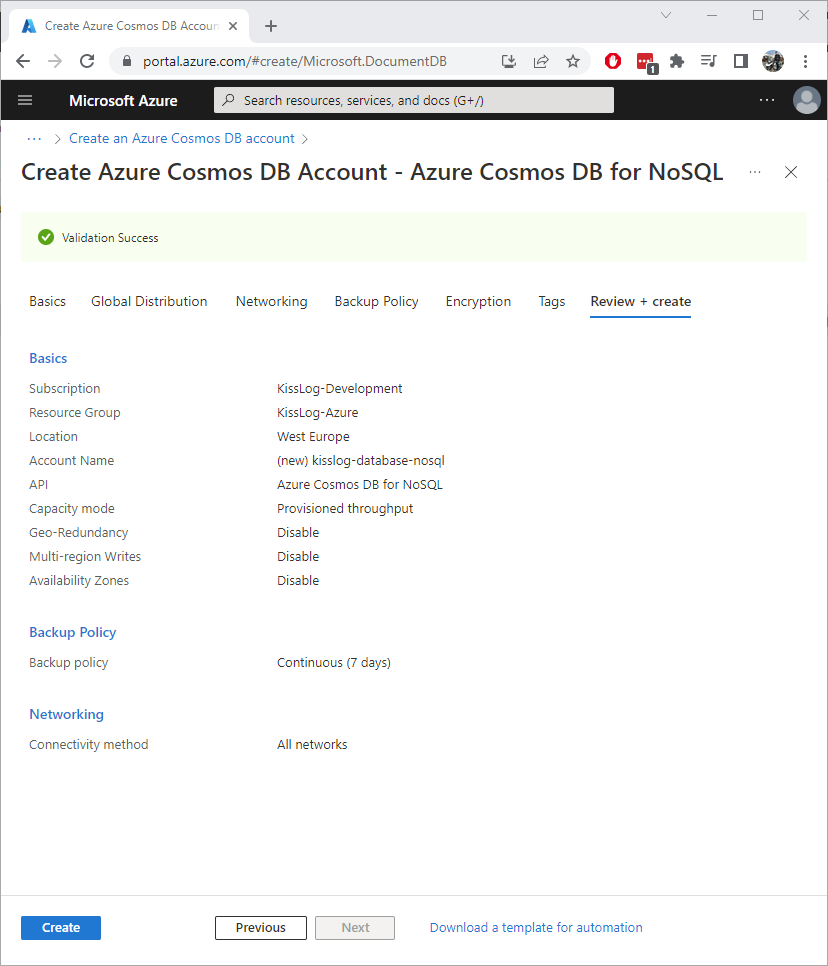 Create Azure Cosmos DB Accoun
portal.azure.com/#create/Microsoft.DocumentDB
1
Microsoft Azure
Search resources, services, and docs (G+/)
... > Create an Azure Cosmos DB account >
Create Azure Cosmos DB Account - Azure Cosmos DB for NoSQL
Validation Success
Basics Global Distribution Networking Backup Policy Encryption Tags Review + create
Basics
Subscription KissLog-Development
Resource Group KissLog-Azure
Location West Europe
Account Name (new) kisslog-database-nosql
API Azure Cosmos DB for NoSQL
Capacity mode Provisioned throughput
Geo-Redundancy Disable
Multi-region Writes Disable
Availability Zones Disable
Backup Policy
Backup policy Continuous (7 days)
Networking
Connectivity method All networks
Create Previous Next Download a template for automation